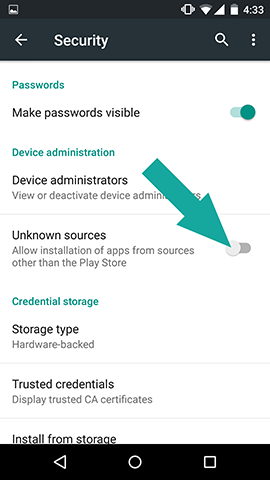 4:33
Security
Passwords
Make passwords visible
Device administration
Device administrators
View or deactivate device administrators
Unknown sources
Allow installation of apps from sources
other than the Play Store
Credential storage
Storage type
Hardware-backed
Trusted credentials
Display trusted CA certificates
Install from storage